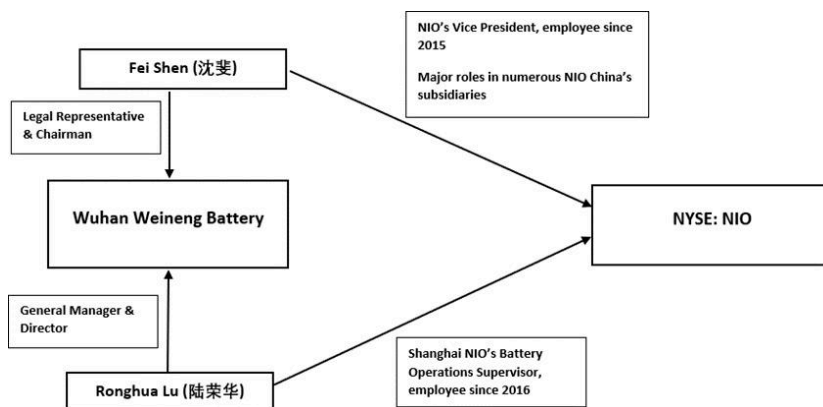 NIO's Vice President, employee since
2015
Major roles in numerous NIO China's
subsidiaries
Fei Shen (沈斐)
Legal Representative
& Chairman
Wuhan Weineng Battery
NYSE: NIO
General Manager &
Director
Shanghai NIO's Battery
Operations Supervisor,
employee since 2016
Ronghua Lu (陆荣华)